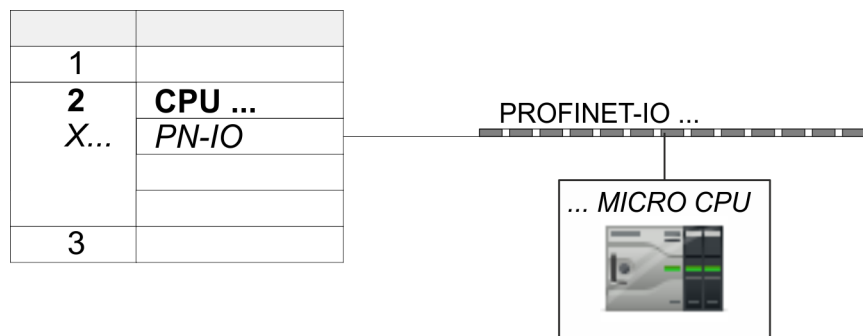 1
2 CPU ...
X... PN-IO
3
PROFINET-IO ...
... MICRO CPU